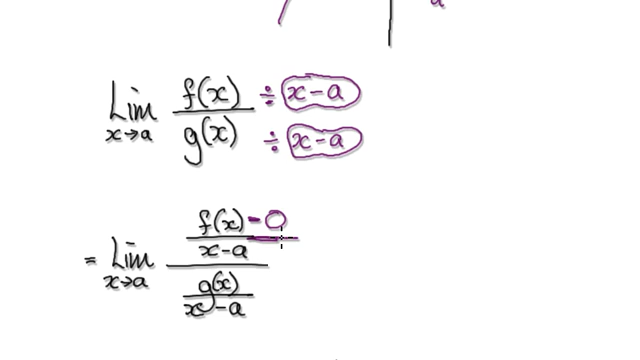 a
Lim f(x) ÷ x-a
x→a g(x) ÷ x-a
= Lim f(x) - 0
x→a x-a
g(x)
x-a